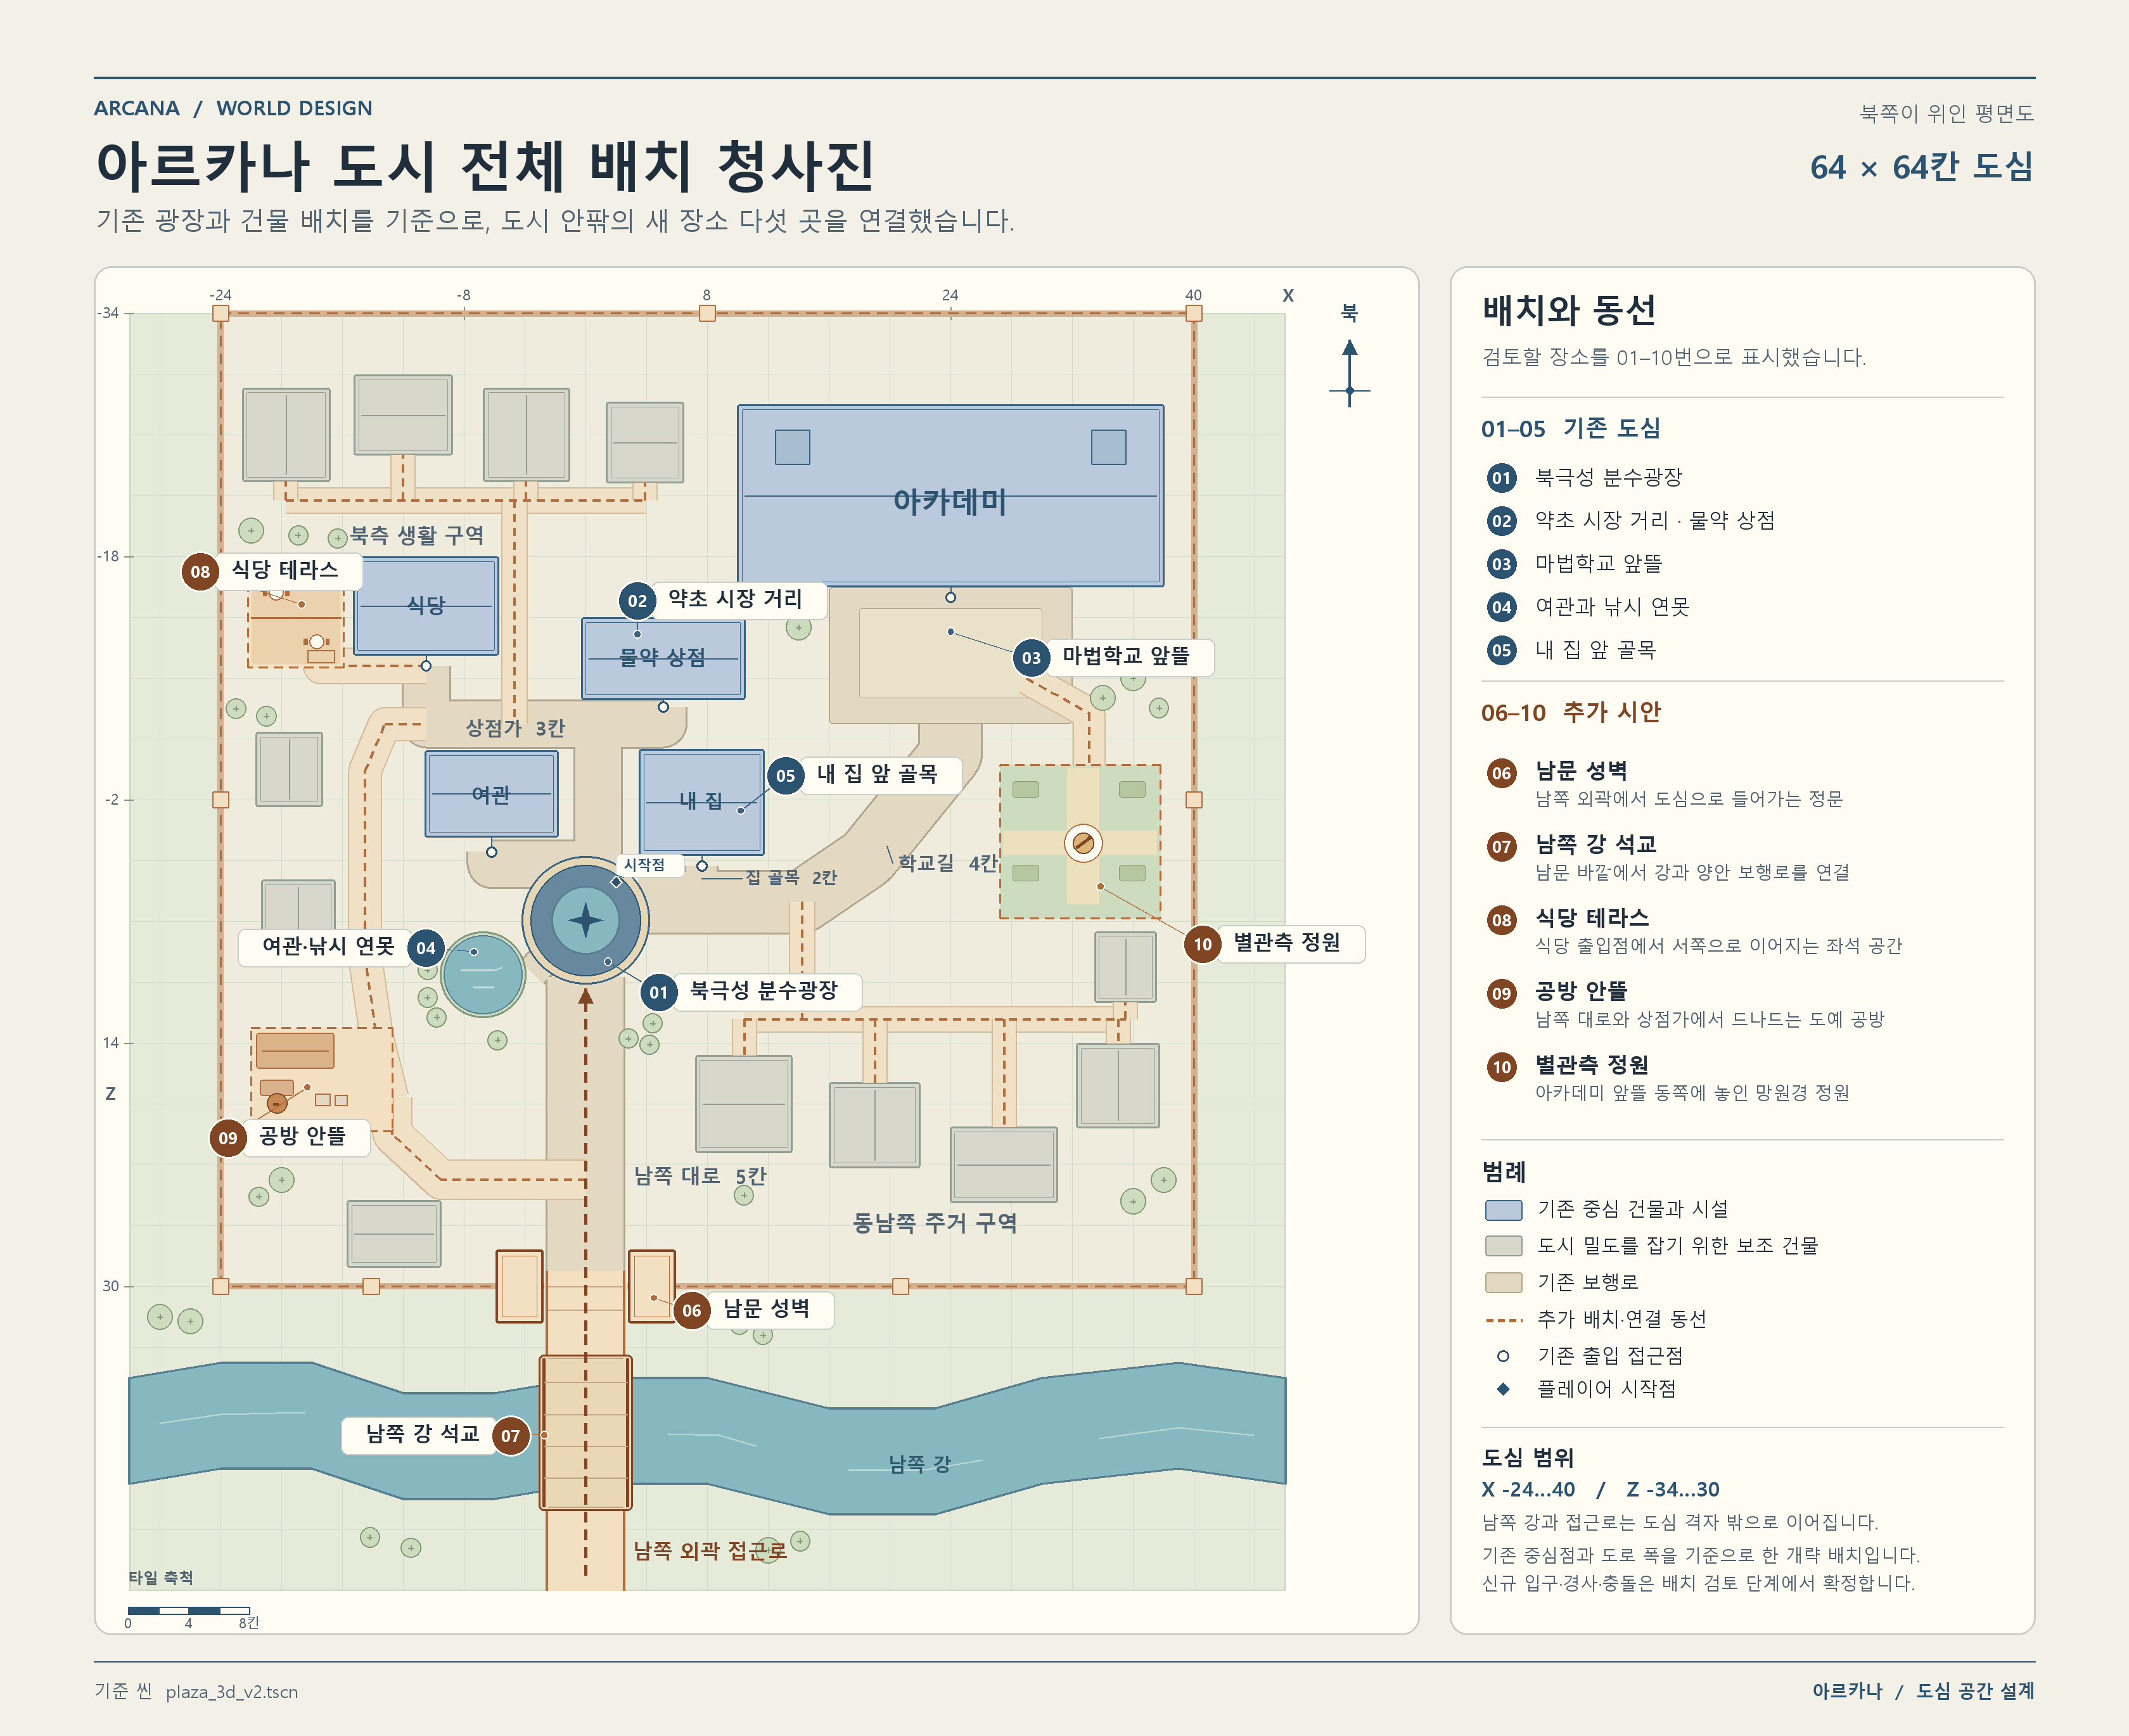 ARCANA / WORLD DESIGN
아르카나 도시 전체 배치 청사진
기존 광장과 건물 배치를 기준으로, 도시 안팎의 새 장소 다섯 곳을 연결했습니다.
북쪽이 위인 평면도
64 × 64칸 도심
-24
-8
8
24
40
X
-34
북
아카데미
북측 생활 구역
-18
08 식당 테라스
식당
02 약초 시장 거리
물약 상점
03 마법학교 앞뜰
상점가 3칸
여관
내 집
05 내 집 앞 골목
-2
시작점
집 골목 2칸
학교길 4칸
여관·낚시 연못 04
10 별관측 정원
01 북극성 분수광장
14
Z
09 공방 안뜰
남쪽 대로 5칸
동남쪽 주거 구역
30
06 남문 성벽
남쪽 강 석교 07
남쪽 강
남쪽 외곽 접근로
타일 축척
0 4 8칸
배치와 동선
검토할 장소를 01–10번으로 표시했습니다.
01–05 기존 도심
01 북극성 분수광장
02 약초 시장 거리 · 물약 상점
03 마법학교 앞뜰
04 여관과 낚시 연못
05 내 집 앞 골목
06–10 추가 시안
06 남문 성벽
남쪽 외곽에서 도심으로 들어가는 정문
07 남쪽 강 석교
남문 바깥에서 강과 양안 보행로를 연결
08 식당 테라스
식당 출입점에서 서쪽으로 이어지는 좌석 공간
09 공방 안뜰
남쪽 대로와 상점가에서 드나드는 도예 공방
10 별관측 정원
아카데미 앞뜰 동쪽에 놓인 망원경 정원
범례
기존 중심 건물과 시설
도시 밀도를 잡기 위한 보조 건물
기존 보행로
추가 배치·연결 동선
기존 출입 접근점
플레이어 시작점
도심 범위
X -24…40 / Z -34…30
남쪽 강과 접근로는 도심 격자 밖으로 이어집니다.
기존 중심점과 도로 폭을 기준으로 한 개략 배치입니다.
신규 입구·경사·충돌은 배치 검토 단계에서 확정합니다.
기준 씬 plaza_3d_v2.tscn
아르카나 / 도심 공간 설계